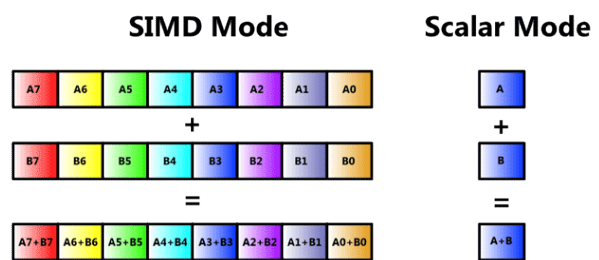 SIMD Mode Scalar Mode
A7 A6 A5 A4 A3 A2 A1 A0 A
+ +
B7 B6 B5 B4 B3 B2 B1 B0 B
= =
A7+B7 A6+B6 A5+B5 A4+B4 A3+B3 A2+B2 A1+B1 A0+B0 A+B